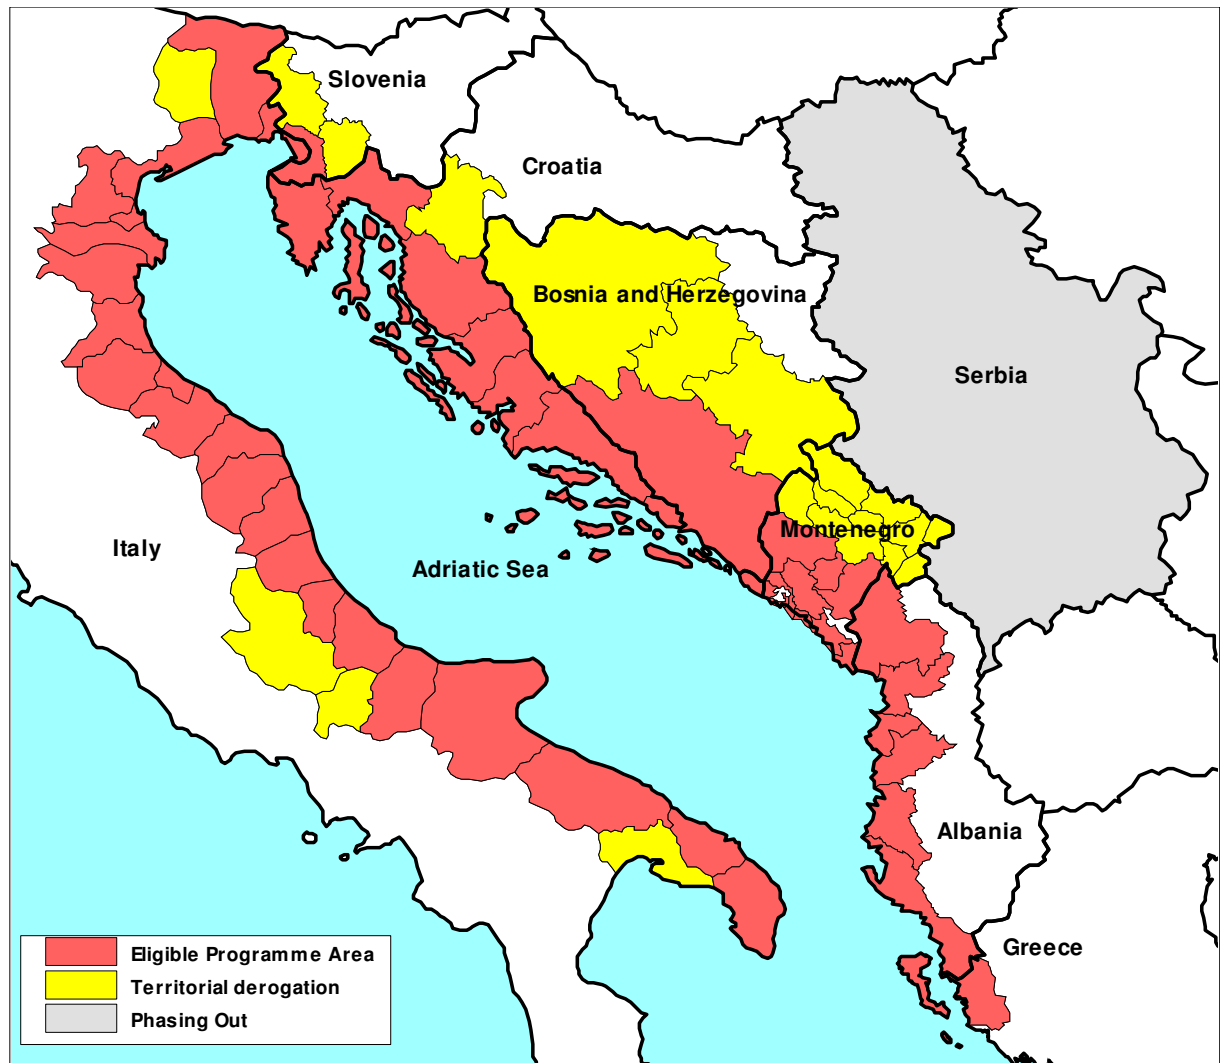 Slovenia
Croatia
Bosnia and Herzegovina
Serbia
Montenegro
Italy
Adriatic Sea
Albania
Greece
Eligible Programme Area
Territorial derogation
Phasing Out